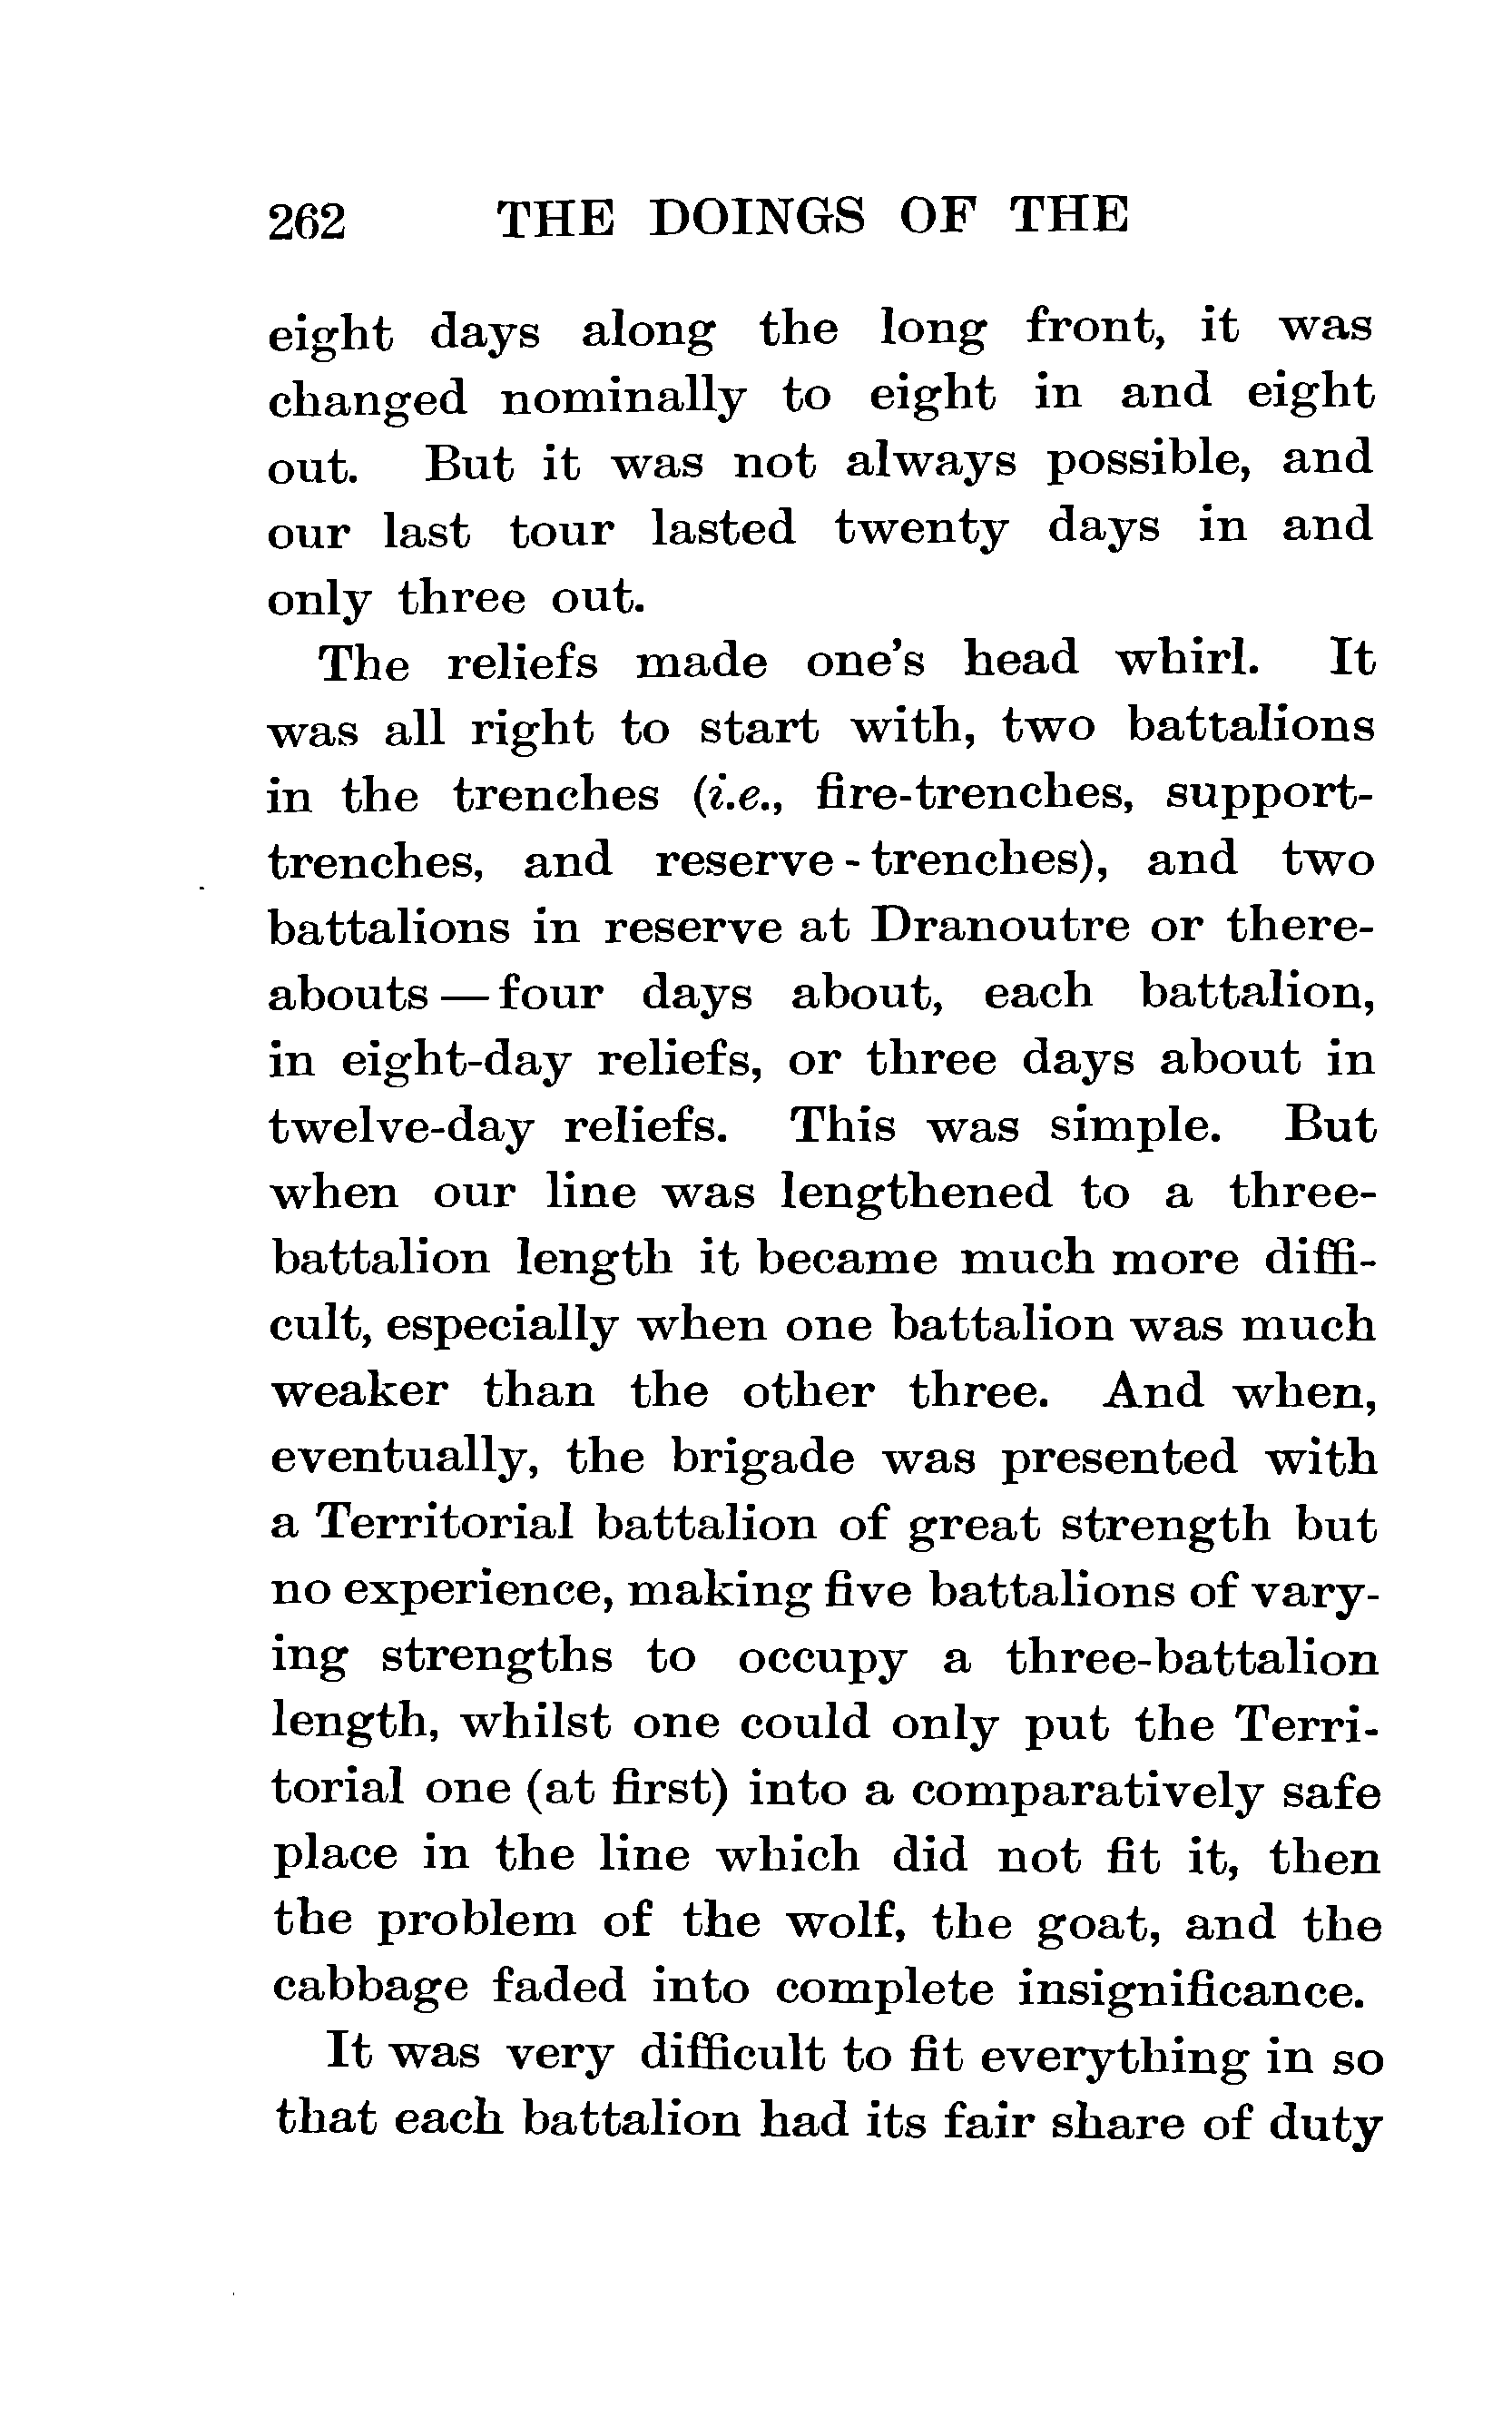 262 THE DOINGS OF THE
eight days along the long front, it was
changed nominally to eight in and eight
out. But it was not always possible, and
our last tour lasted twenty days in and
only three out.
The reliefs made one's head whirl. It
was all right to start with, two battalions
in the trenches (i.e., fire-trenches, support-
trenches, and reserve-trenches), and two
battalions in reserve at Dranoutre or there-
abouts—four days about, each battalion,
in eight-day reliefs, or three days about in
twelve-day reliefs. This was simple. But
when our line was lengthened to a three-
battalion length it became much more diffi-
cult, especially when one battalion was much
weaker than the other three. And when,
eventually, the brigade was presented with
a Territorial battalion of great strength but
no experience, making five battalions of vary-
ing strengths to occupy a three-battalion
length, whilst one could only put the Terri-
torial one (at first) into a comparatively safe
place in the line which did not fit it, then
the problem of the wolf, the goat, and the
cabbage faded into complete insignificance.
It was very difficult to fit everything in so
that each battalion had its fair share of duty